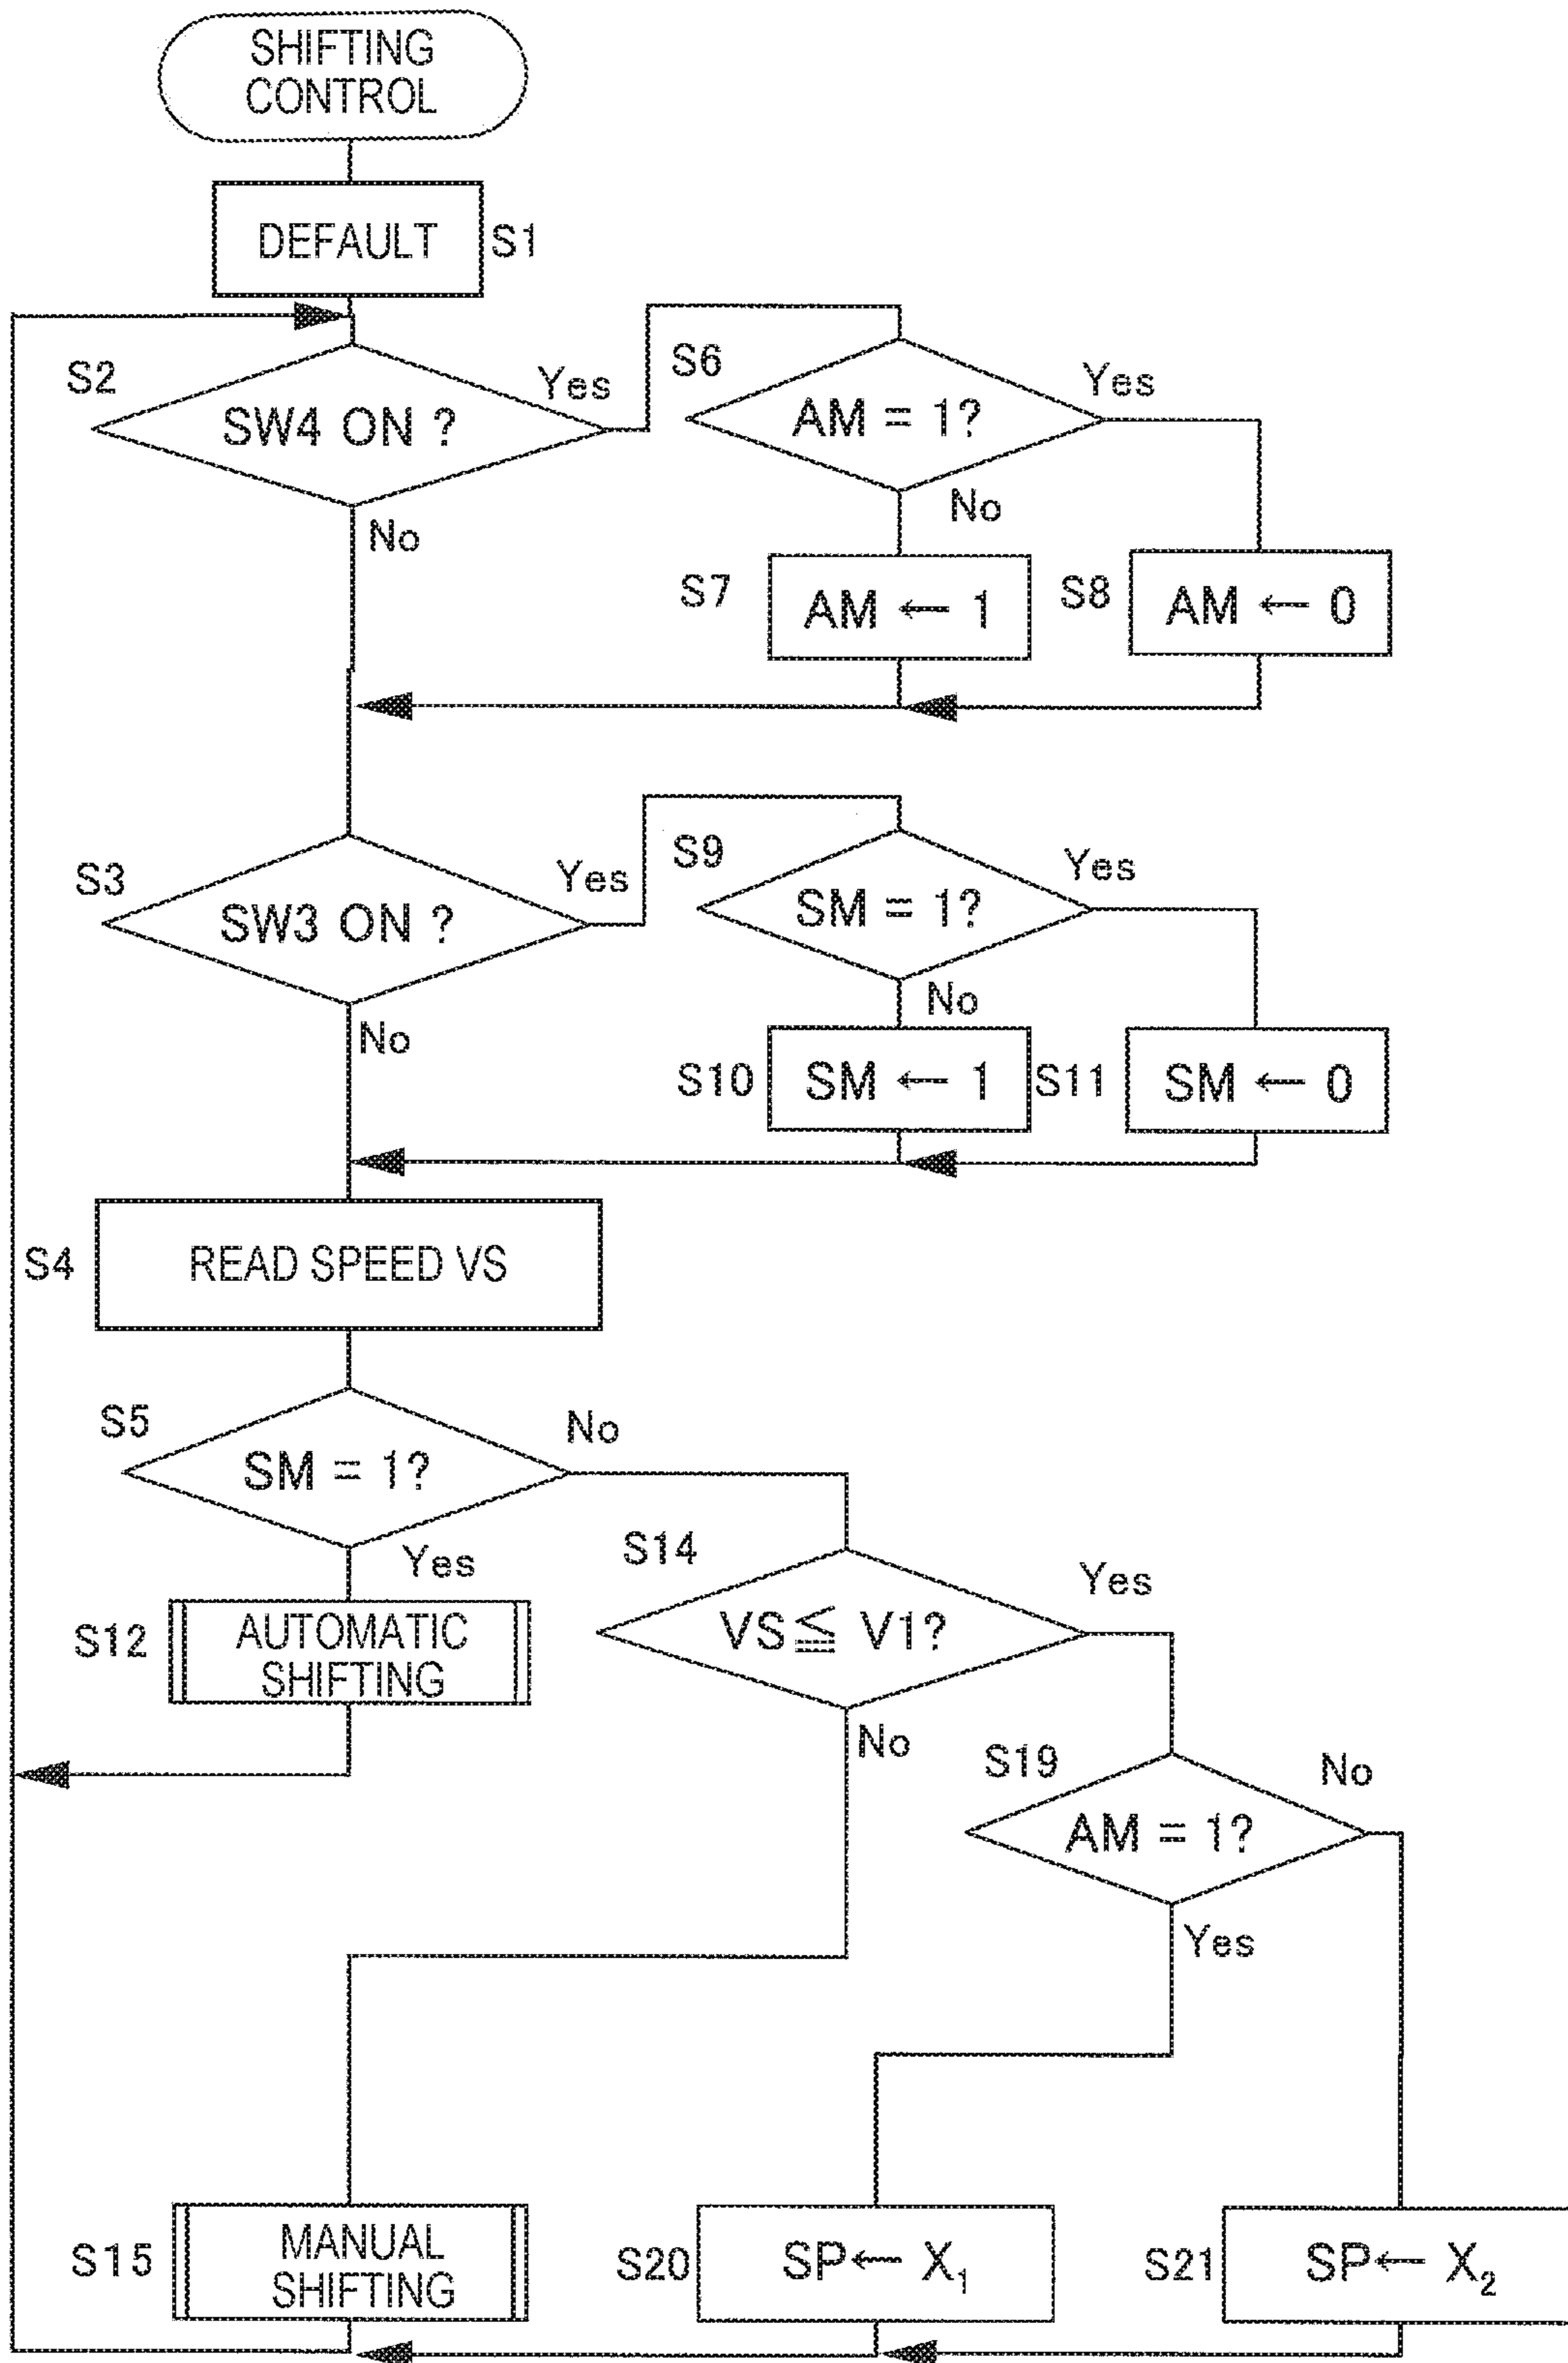 SHIFTING
CONTROL
DEFAULT
S1
S2
SW4 ON ?
Yes
No
S6
AM = 1?
Yes
No
S7
AM ← 1
S8
AM ← 0
S3
SW3 ON ?
Yes
No
S9
SM = 1?
Yes
No
S10
SM ← 1
S11
SM ← 0
S4
READ SPEED VS
S5
SM = 1?
No
Yes
S12
AUTOMATIC
SHIFTING
S14
VS ≦ V1?
Yes
No
S19
AM = 1?
No
Yes
S15
MANUAL
SHIFTING
S20
SP← X₁
S21
SP← X₂